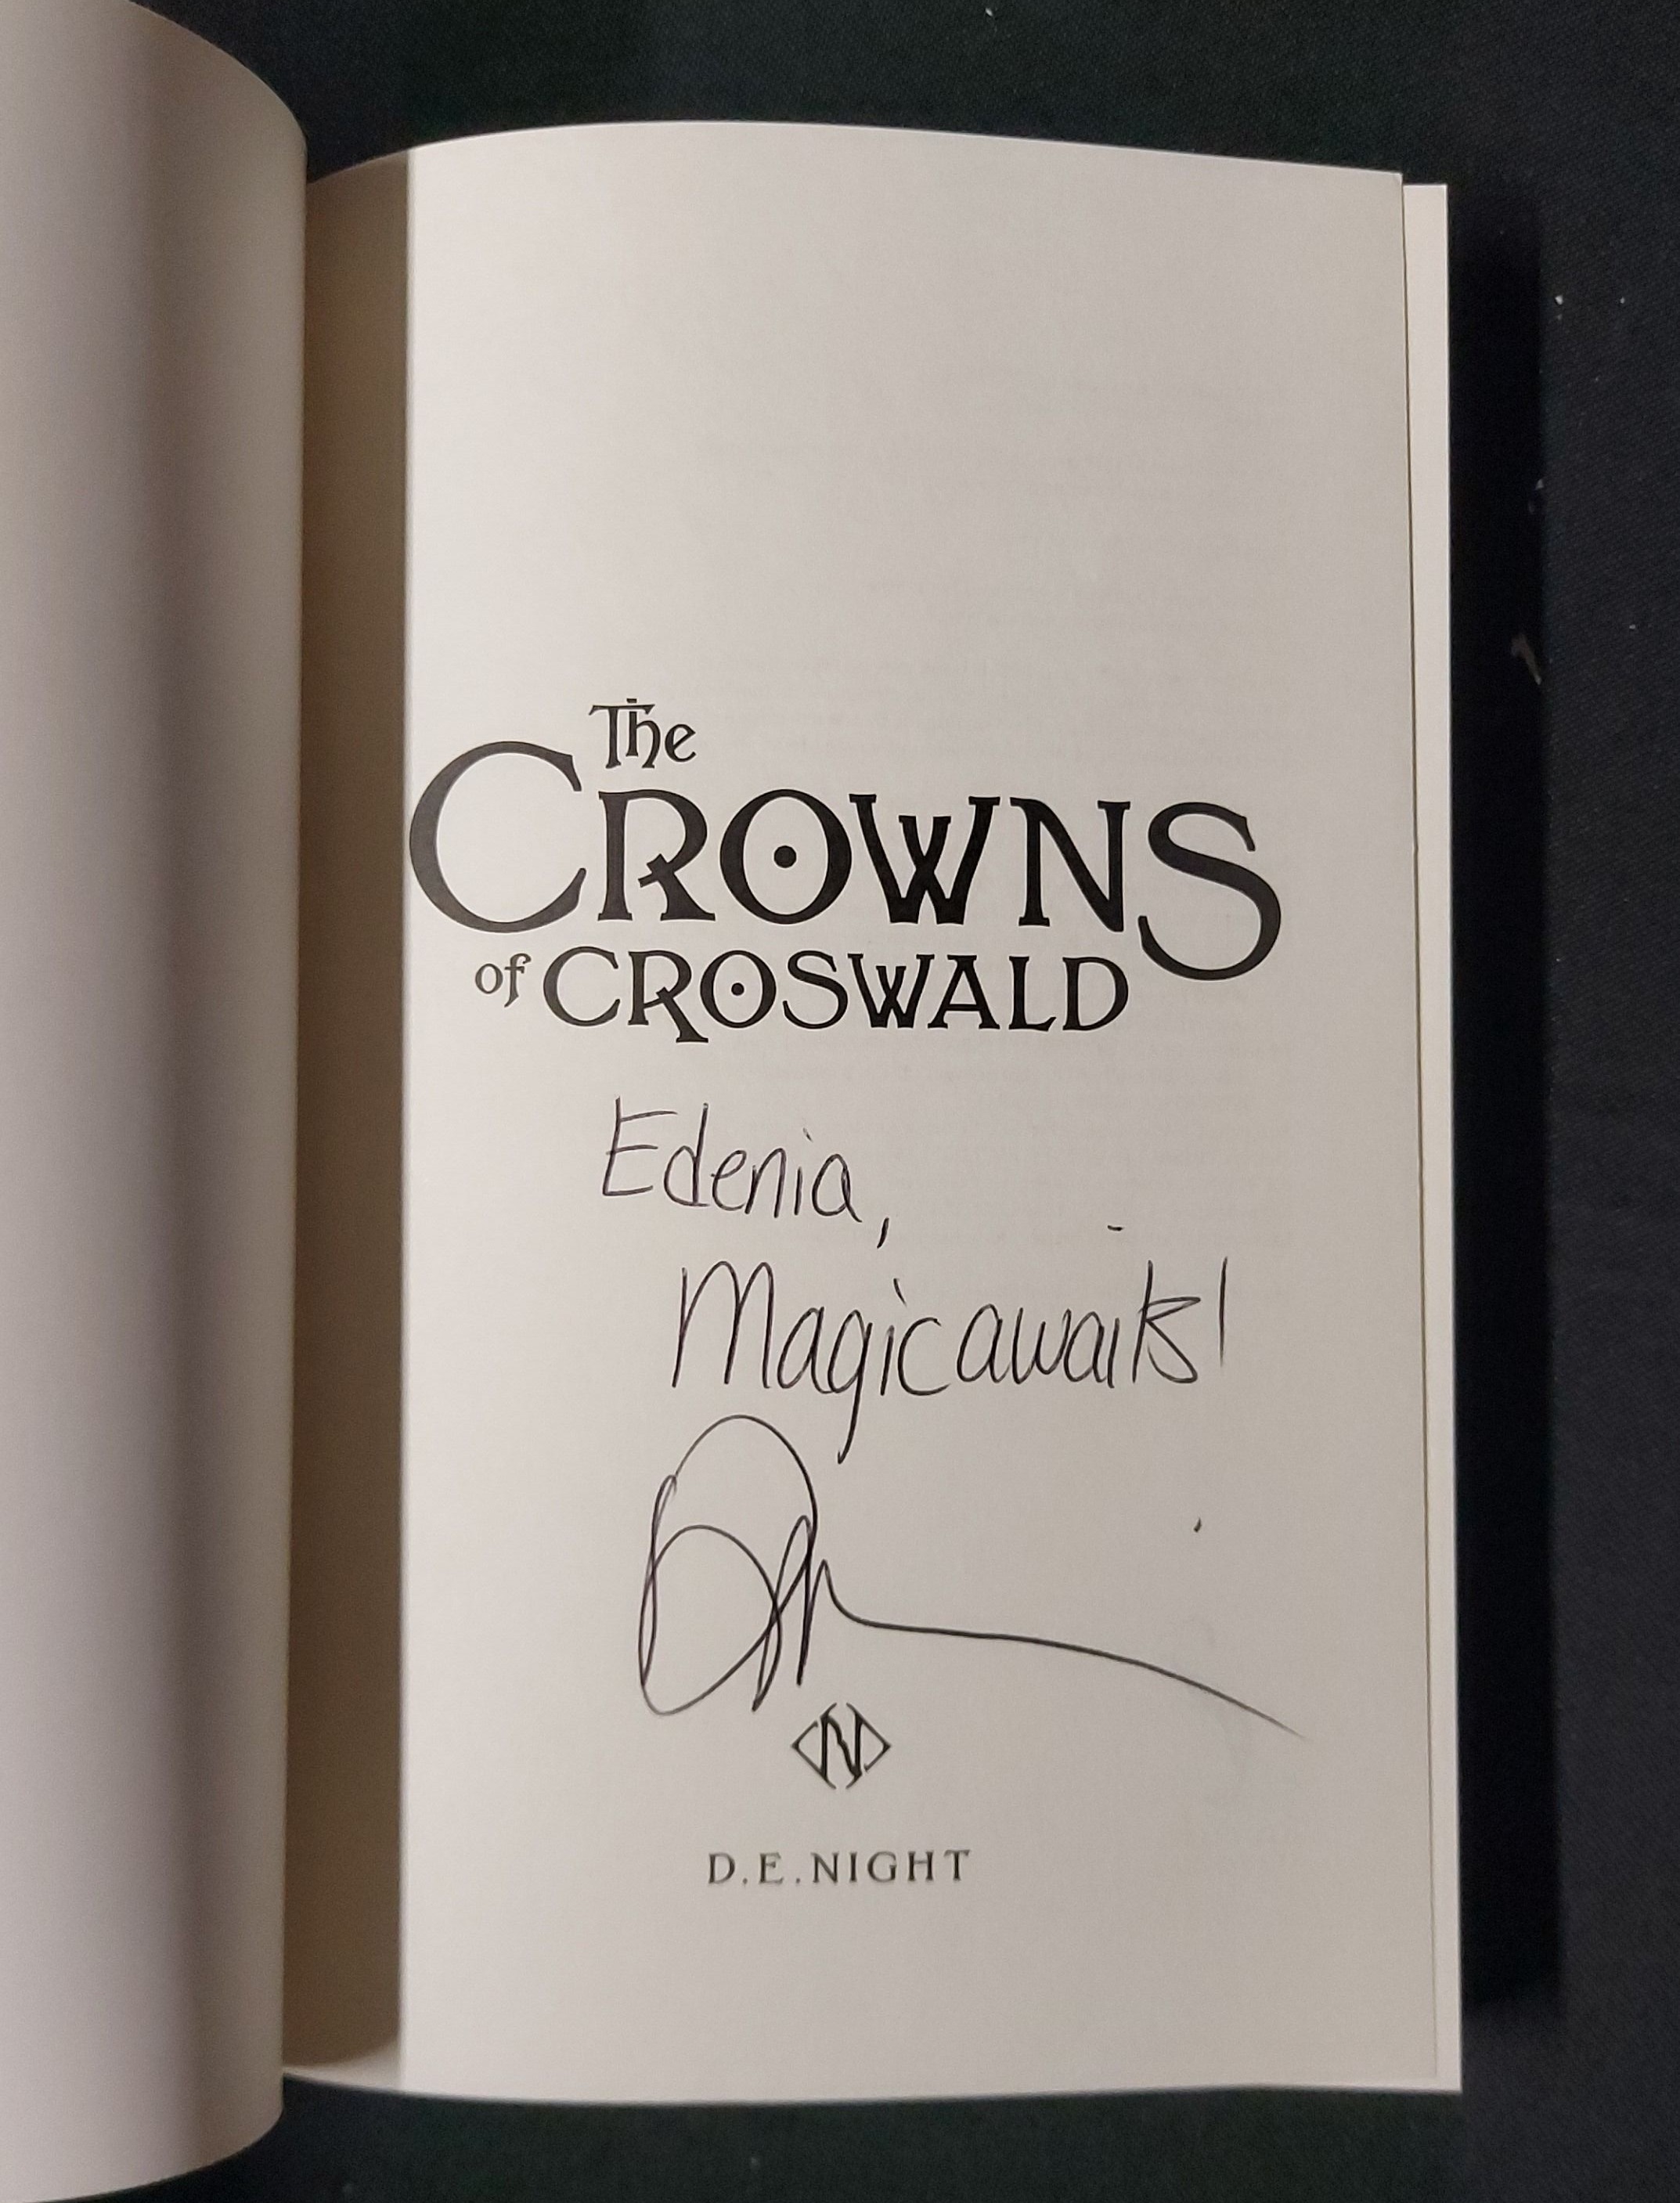 The
CROWNS
of CROSWALD
Edenia,
Magic awaits!
N
D.E.NIGHT